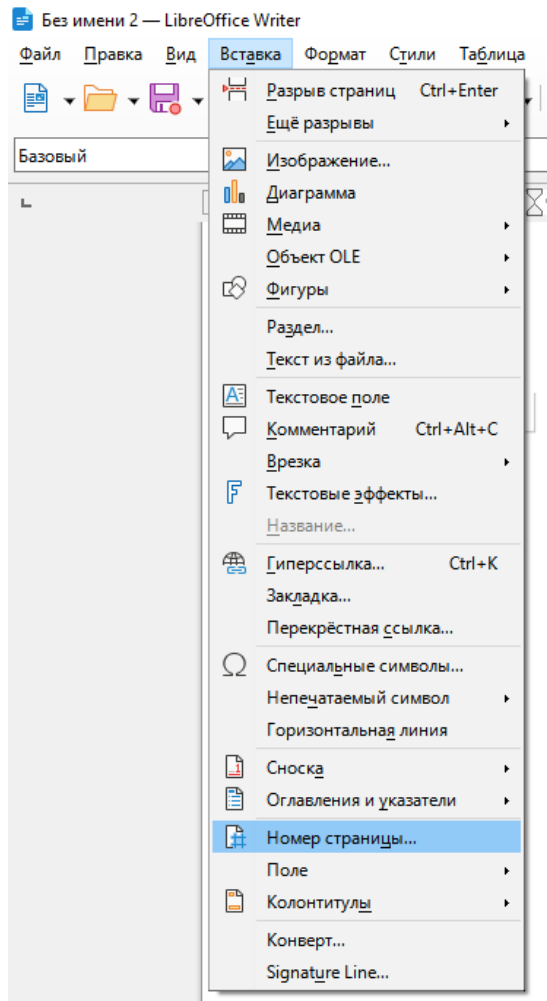 Без имени 2 — LibreOffice Writer
Файл Правка Вид Вставка Формат Стили Таблица
Разрыв страниц Ctrl+Enter
Ещё разрывы
Базовый
Изображение...
Диаграмма
Медиа
Объект OLE
Фигуры
Раздел...
Текст из файла...
Текстовое поле
Комментарий Ctrl+Alt+C
Врезка
Текстовые эффекты...
Название...
Гиперссылка... Ctrl+K
Закладка...
Перекрёстная ссылка...
Специальные символы...
Непечатаемый символ
Горизонтальная линия
Сноска
Оглавления и указатели
Номер страницы...
Поле
Колонтитулы
Конверт...
Signature Line...